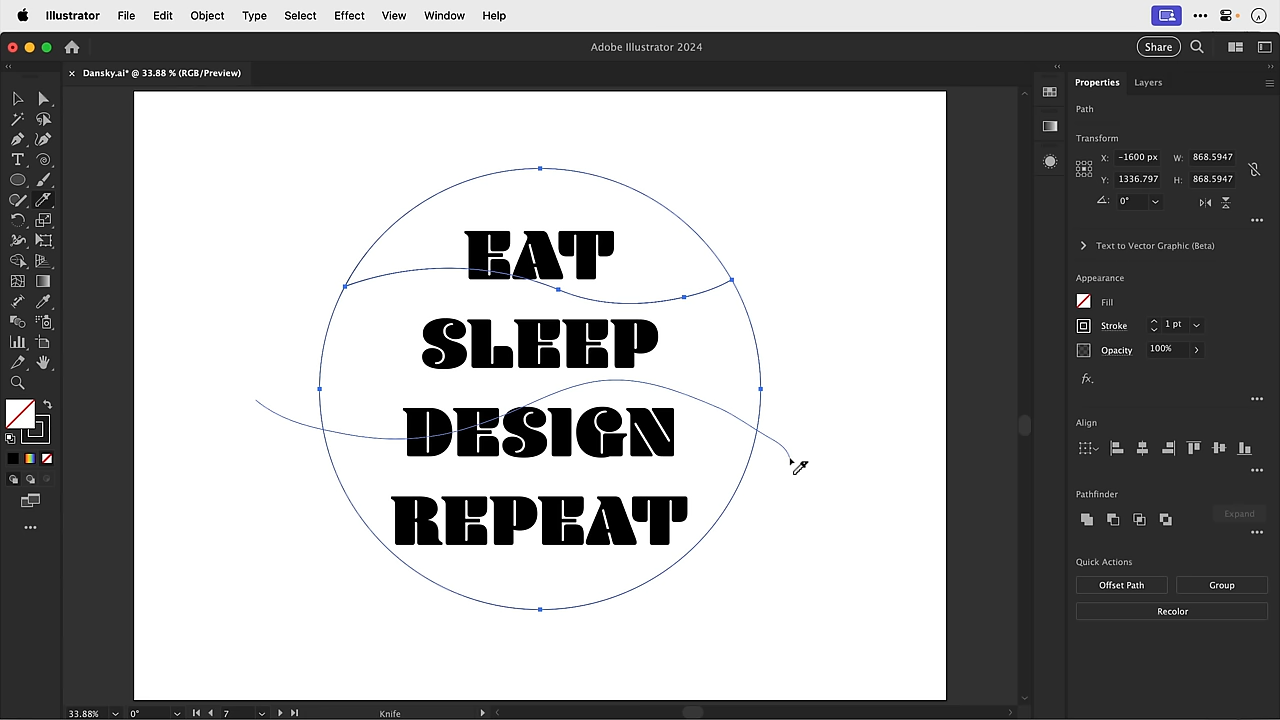 Illustrator File Edit Object Type Select Effect View Window Help
Adobe Illustrator 2024
Share
× Dansky.ai* @ 33.88 % (RGB/Preview)
Properties Layers
Path
Transform
X: -1600 px W: 868.5947
Y: 1336.797 H: 868.5947
0°
Text to Vector Graphic (Beta)
Appearance
Fill
Stroke 1 pt
Opacity 100%
fx.
Align
Pathfinder
Expand
Quick Actions
Offset Path Group
Recolor
EAT
SLEEP
DESIGN
REPEAT
33.88% 0° 7 Knife